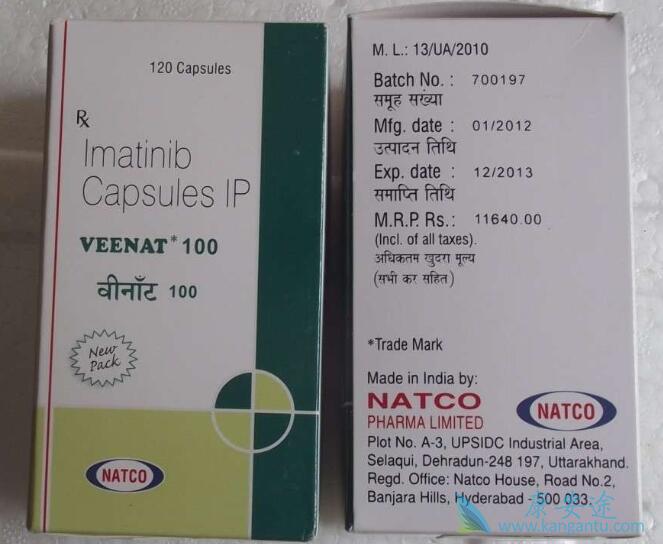 120 Capsules
Rx
Imatinib
Capsules IP
VEENAT* 100
वीनॉंट 100
New
Pack
NATCO
M. L.: 13/UA/2010
Batch No. : 700197
समूह सख्या
Mfg. date : 01/2012
उत्पादन तिथि
Exp. date : 12/2013
समाप्ति तिथि
M.R.P. Rs.: 11640.00
(Incl. of all taxes).
अधिकतम खुदरा मूल्य
(सभी कर सहित)
*Trade Mark
Made in India by:
NATCO
PHARMA LIMITED
NATCO
Plot No. A-3, UPSIDC Industrial Area,
Selaqui, Dehradun-248 197, Uttarakhand.
Regd. Office: Natco House, Road No.2,
Banjara Hills, Hyderabad - 500 033.
康安途
www.kangantu.com